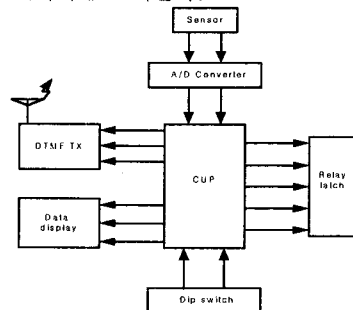 Sensor
A/D Converter
DTMF TX
CUP
Relay
latch
Data
display
Dip switch